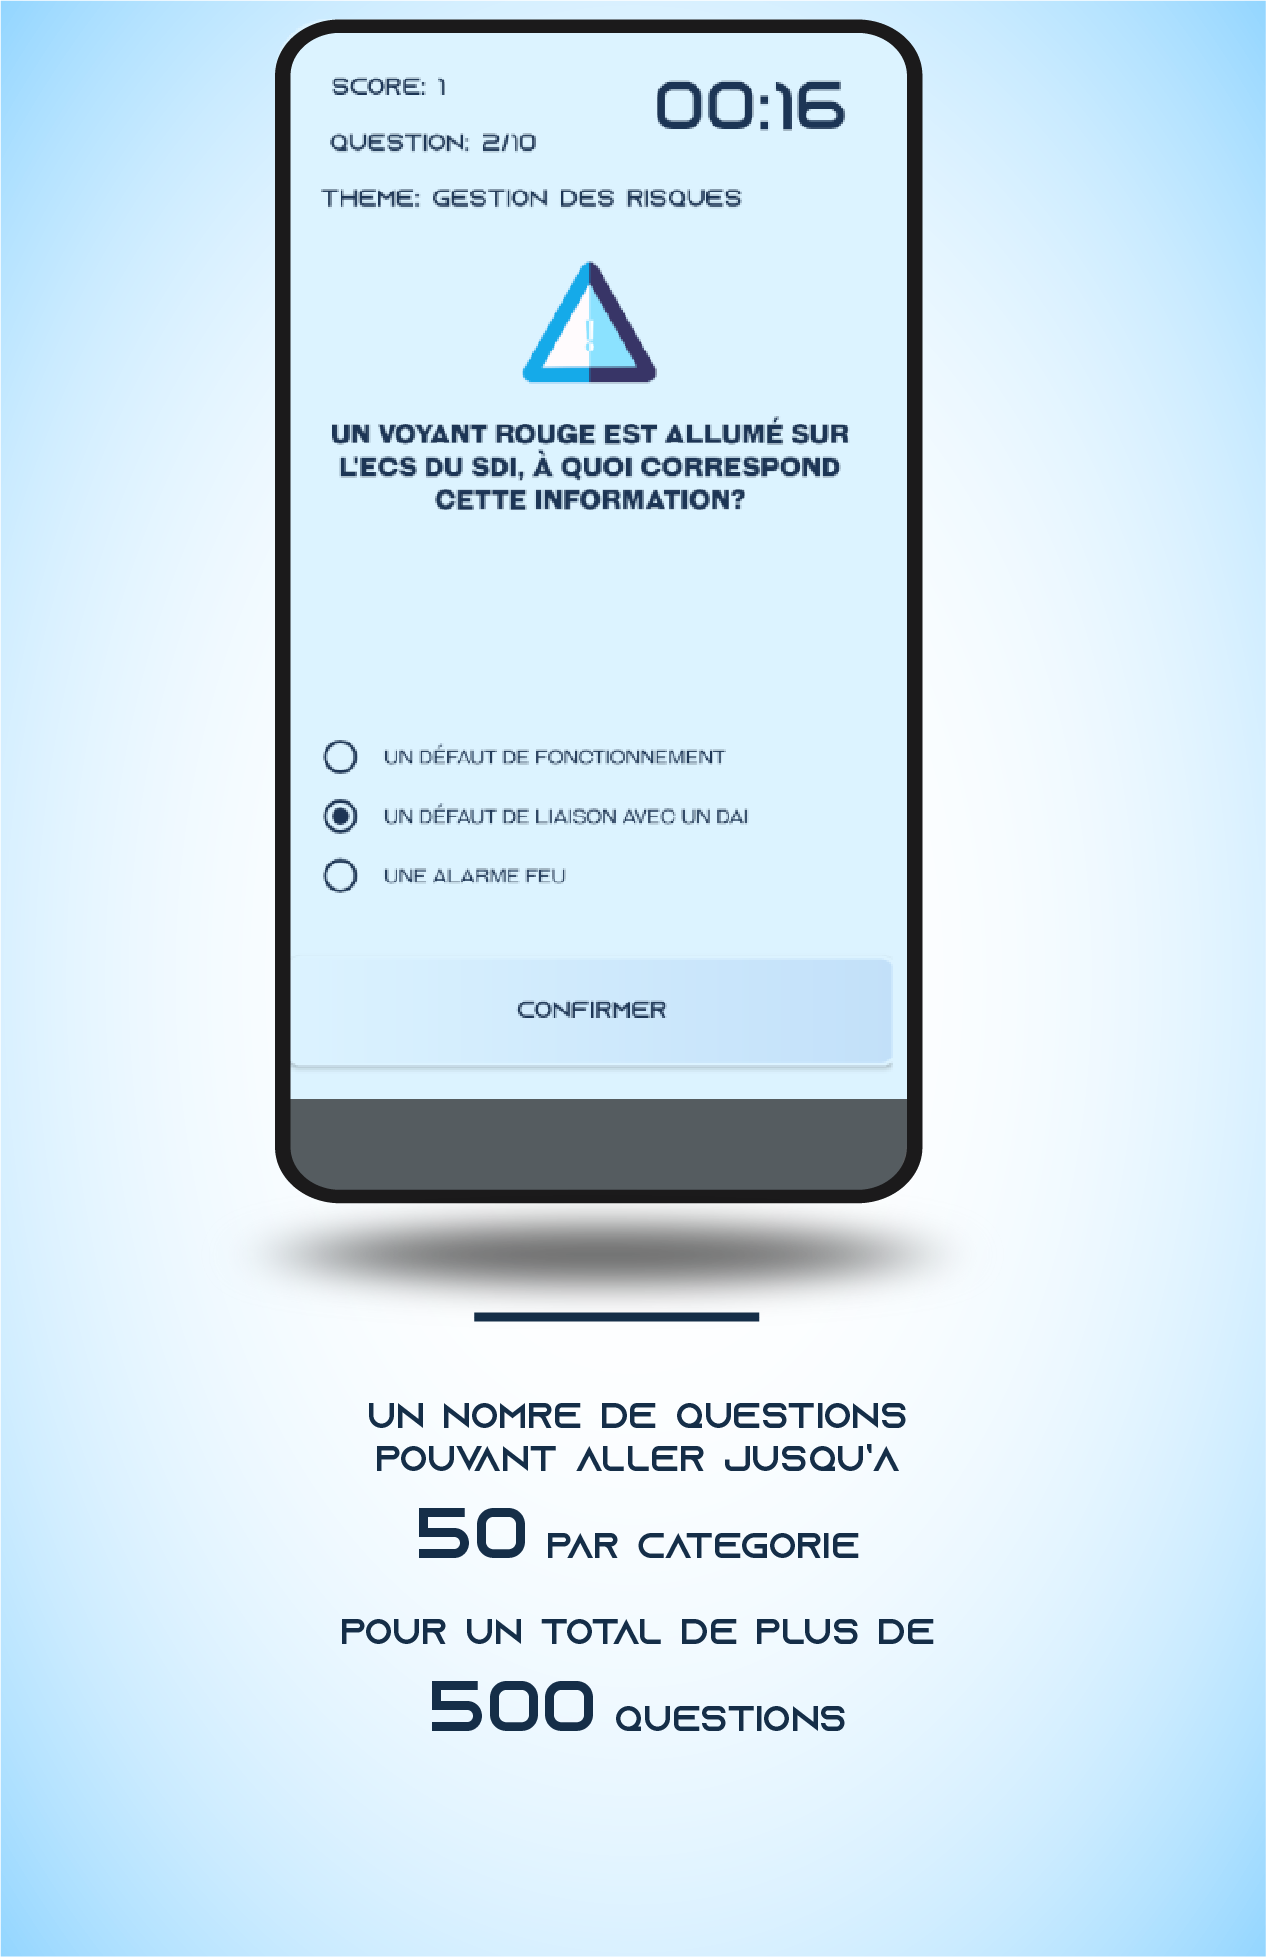 SCORE: 1
00:16
QUESTION: 2/10
THEME: GESTION DES RISQUES
!
UN VOYANT ROUGE EST ALLUMÉ SUR
L'ECS DU SDI, À QUOI CORRESPOND
CETTE INFORMATION?
UN DÉFAUT DE FONCTIONNEMENT
UN DÉFAUT DE LIAISON AVEC UN DAI
UNE ALARME FEU
CONFIRMER
UN NOMRE DE QUESTIONS
POUVANT ALLER JUSQU'A
50 PAR CATEGORIE
POUR UN TOTAL DE PLUS DE
500 QUESTIONS